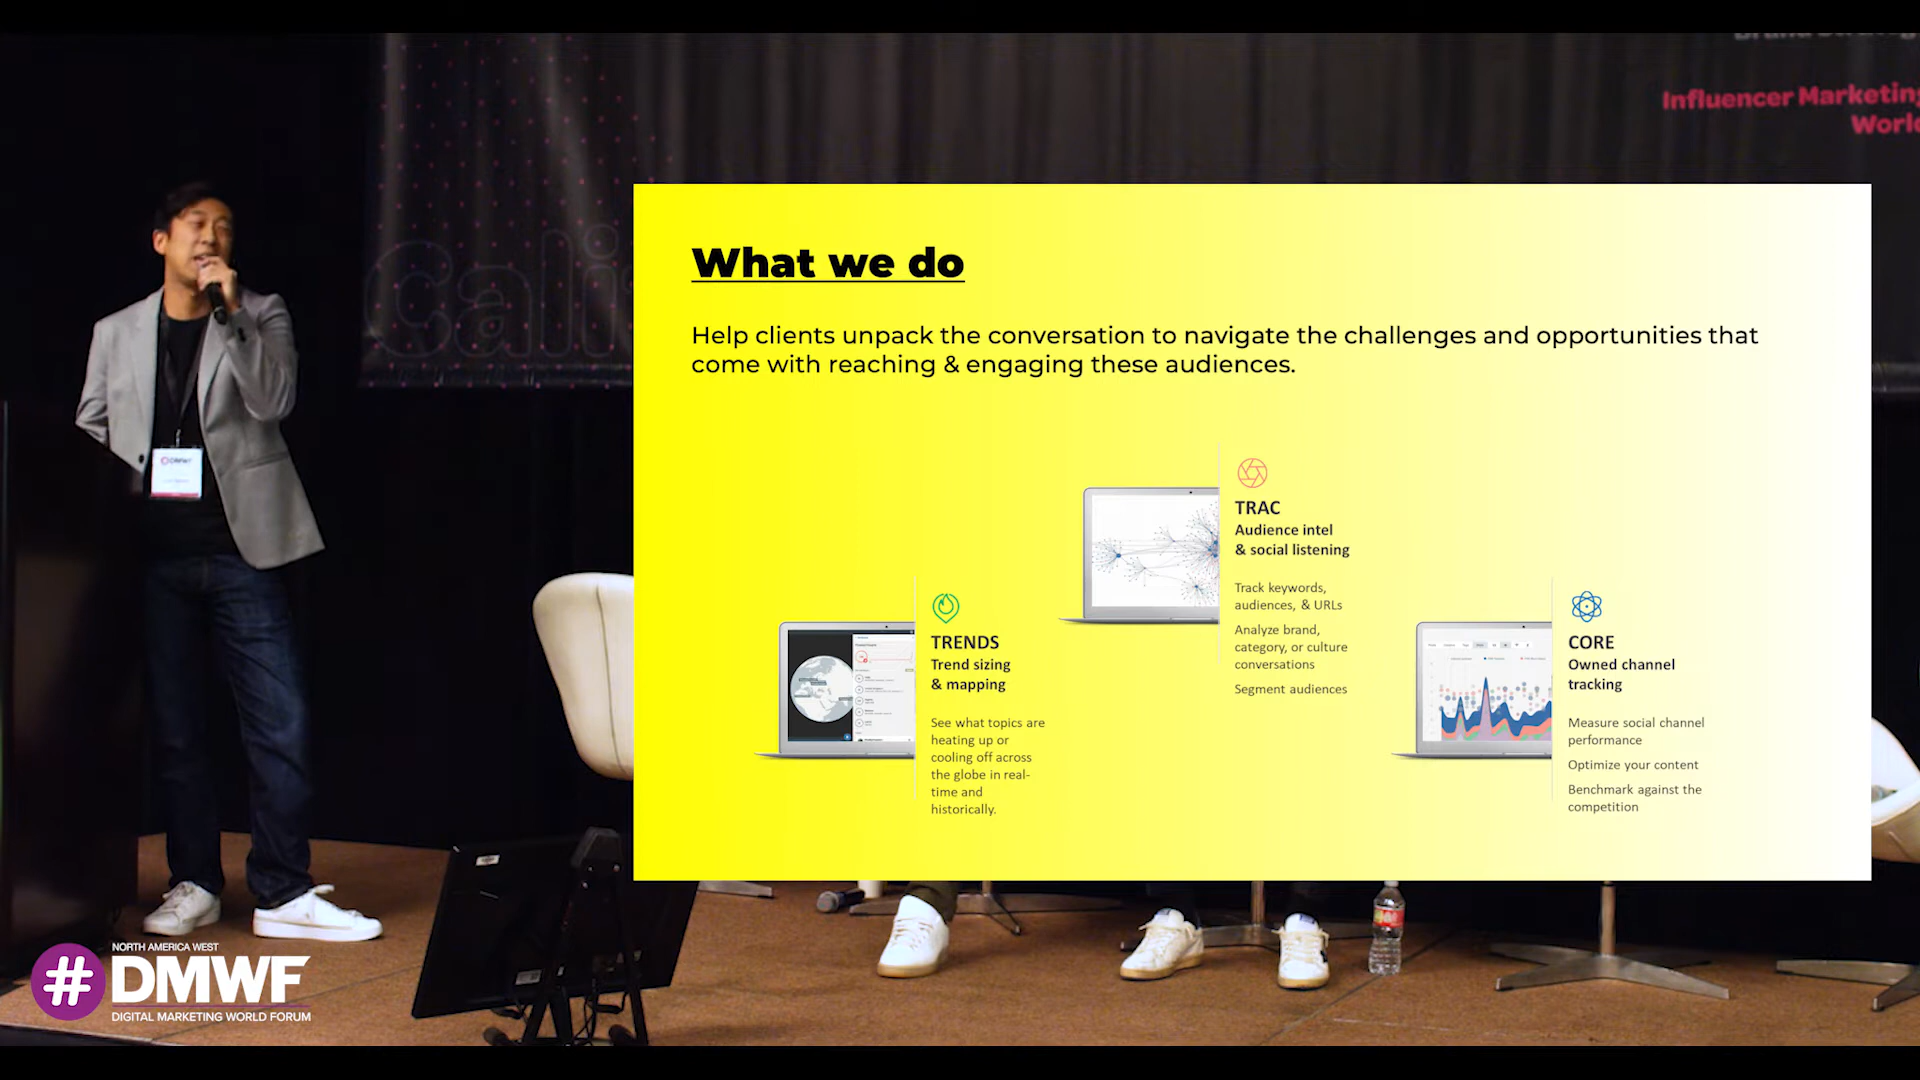 Influencer Marketing
World
Cali
What we do
Help clients unpack the conversation to navigate the challenges and opportunities that
come with reaching & engaging these audiences.
TRAC
Audience intel
& social listening
Track keywords,
audiences, & URLs
Analyze brand,
category, or culture
conversations
Segment audiences
TRENDS
Trend sizing
& mapping
See what topics are
heating up or
cooling off across
the globe in real-
time and
historically.
CORE
Owned channel
tracking
Measure social channel
performance
Optimize your content
Benchmark against the
competition
DMWF
NORTH AMERICA WEST
# DMWF
DIGITAL MARKETING WORLD FORUM